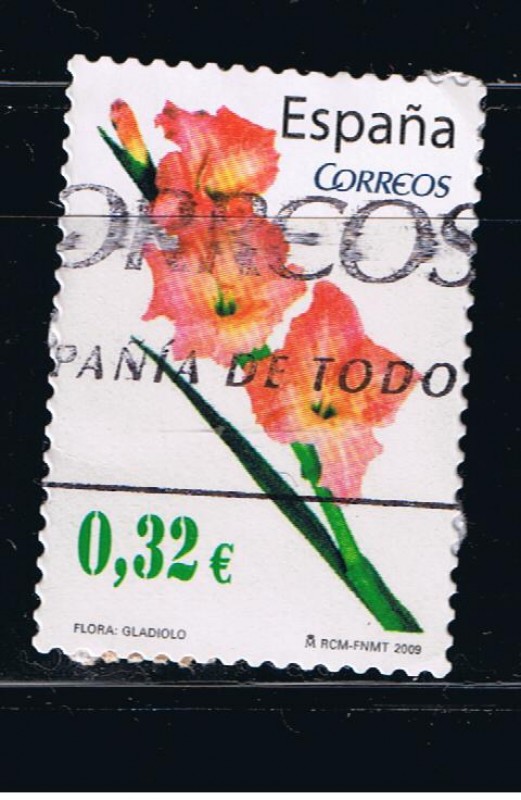 España
CORREOS
ORREOS
PAÑÍA DE TODO
0,32 €
FLORA: GLADIOLO
RCM-FNMT 2009